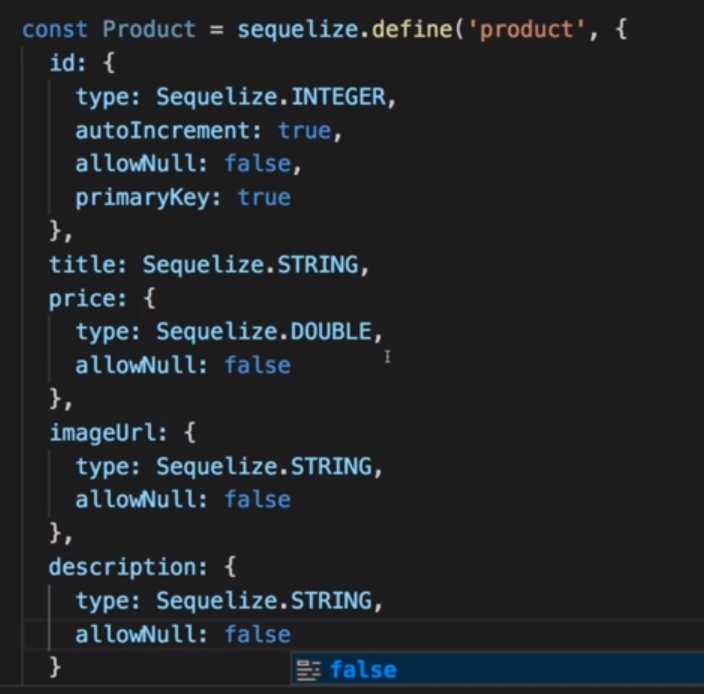 const Product = sequelize.define('product', {
  id: {
    type: Sequelize.INTEGER,
    autoIncrement: true,
    allowNull: false,
    primaryKey: true
  },
  title: Sequelize.STRING,
  price: {
    type: Sequelize.DOUBLE,
    allowNull: false
  },
  imageUrl: {
    type: Sequelize.STRING,
    allowNull: false
  },
  description: {
    type: Sequelize.STRING,
    allowNull: false
  }
false